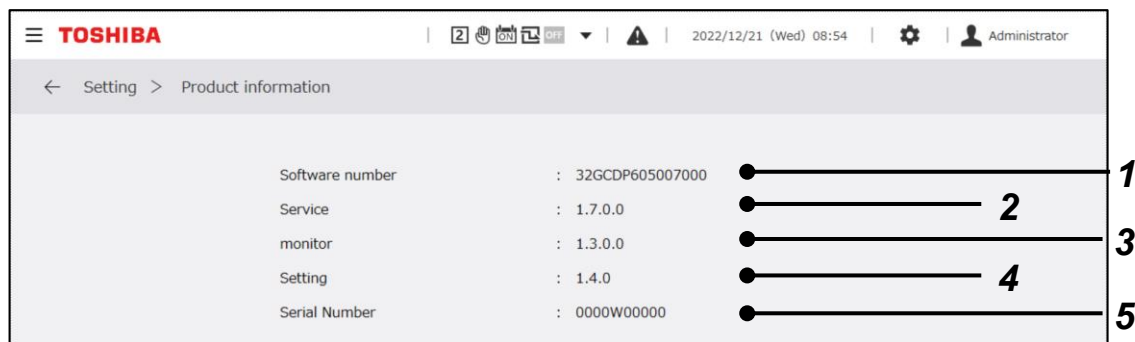 TOSHIBA 2 ON OFF 2022/12/21 (Wed) 08:54 Administrator
← Setting > Product information
Software number : 32GCDP605007000 1
Service : 1.7.0.0 2
monitor : 1.3.0.0 3
Setting : 1.4.0 4
Serial Number : 0000W00000 5